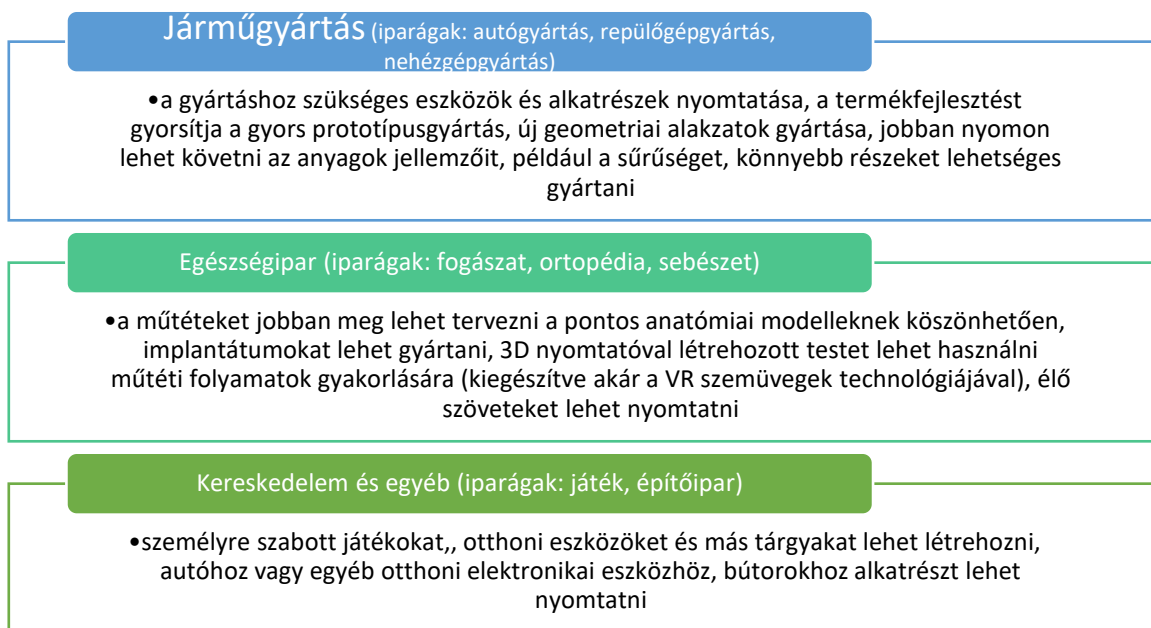 Járműgyártás (iparágak: autógyártás, repülőgépgyártás,
nehézgépgyártás)
•a gyártáshoz szükséges eszközök és alkatrészek nyomtatása, a termékfejlesztést
gyorsítja a gyors prototípusgyártás, új geometriai alakzatok gyártása, jobban nyomon
lehet követni az anyagok jellemzőit, például a sűrűséget, könnyebb részeket lehetséges
gyártani
Egészségipar (iparágak: fogászat, ortopédia, sebészet)
•a műtéteket jobban meg lehet tervezni a pontos anatómiai modelleknek köszönhetően,
implantátumokat lehet gyártani, 3D nyomtatóval létrehozott testet lehet használni
műtéti folyamatok gyakorlására (kiegészítve akár a VR szemüvegek technológiájával), élő
szöveteket lehet nyomtatni
Kereskedelem és egyéb (iparágak: játék, építőipar)
•személyre szabott játékokat,, otthoni eszközöket és más tárgyakat lehet létrehozni,
autóhoz vagy egyéb otthoni elektronikai eszközhöz, bútorokhoz alkatrészt lehet
nyomtatni